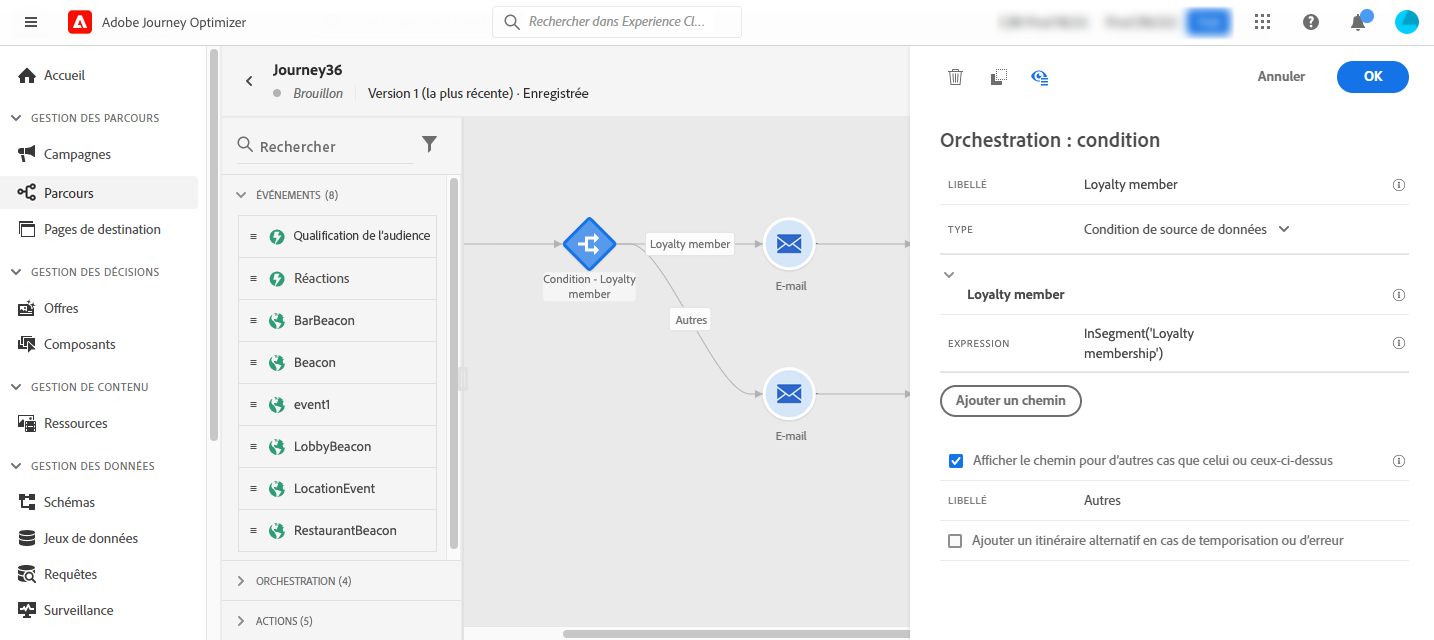 Adobe Journey Optimizer
Rechercher dans Experience Cl...
Accueil
GESTION DES PARCOURS
Campagnes
Parcours
Pages de destination
GESTION DES DÉCISIONS
Offres
Composants
GESTION DE CONTENU
Ressources
GESTION DES DONNÉES
Schémas
Jeux de données
Requêtes
Surveillance
Journey36
Brouillon
Version 1 (la plus récente) · Enregistrée
Rechercher
ÉVÉNEMENTS (8)
Qualification de l'audience
Réactions
BarBeacon
Beacon
event1
LobbyBeacon
LocationEvent
RestaurantBeacon
ORCHESTRATION (4)
ACTIONS (5)
Condition - Loyalty
member
Loyalty member
Autres
E-mail
E-mail
Annuler
OK
Orchestration : condition
LIBELLÉ
Loyalty member
TYPE
Condition de source de données
Loyalty member
EXPRESSION
InSegment('Loyalty
membership')
Ajouter un chemin
Afficher le chemin pour d'autres cas que celui ou ceux-ci-dessus
LIBELLÉ
Autres
Ajouter un itinéraire alternatif en cas de temporisation ou d'erreur